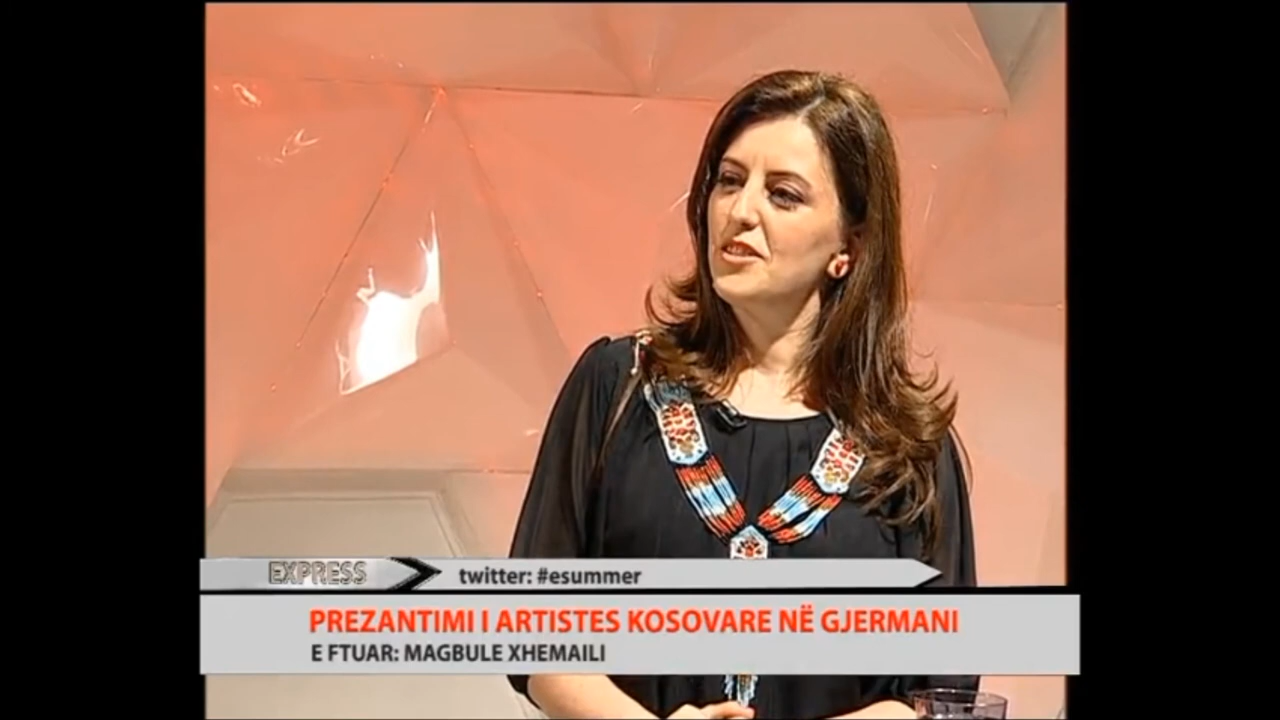 EXPRESS
twitter: #esummer
PREZANTIMI I ARTISTES KOSOVARE NË GJERMANI
E FTUAR: MAGBULE XHEMAILI